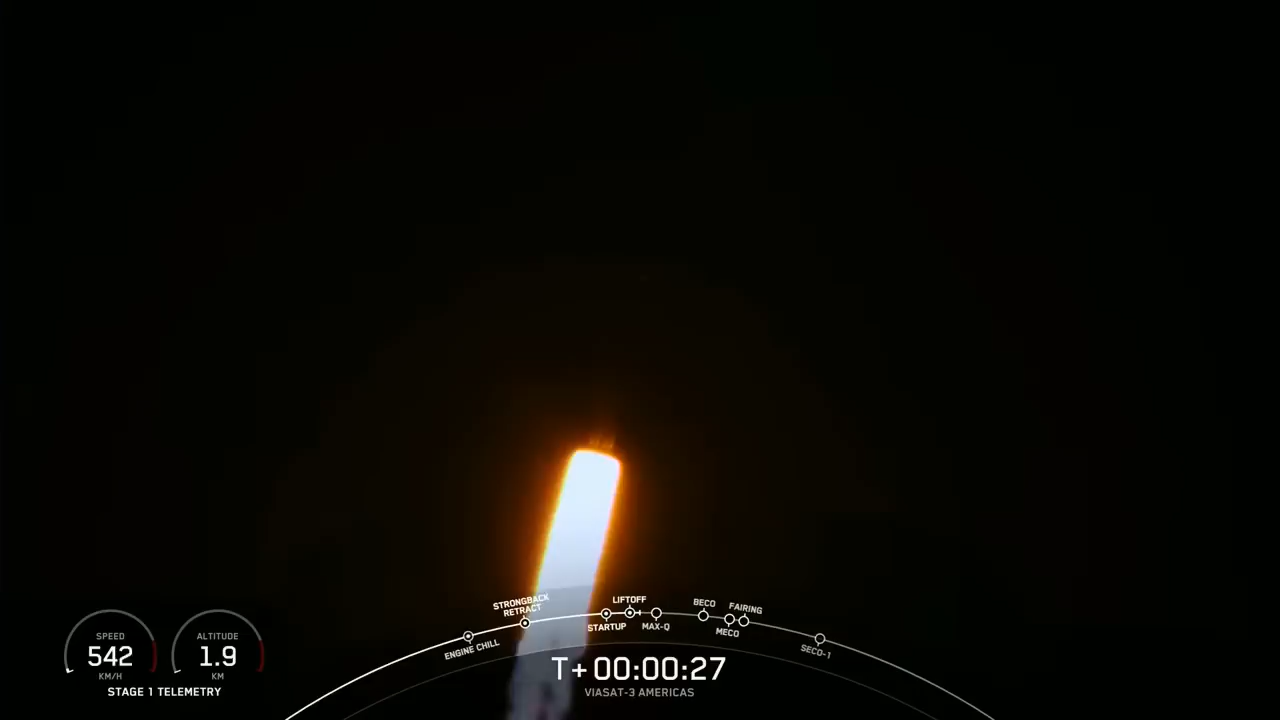 STRONGBACK
RETRACT
LIFTOFF
BECO
FAIRING
ENGINE CHILL
STARTUP
MAX-Q
MECO
SECO-1
SPEED
542
KM/H
ALTITUDE
1.9
KM
STAGE 1 TELEMETRY
T+00:00:27
VIASAT-3 AMERICAS